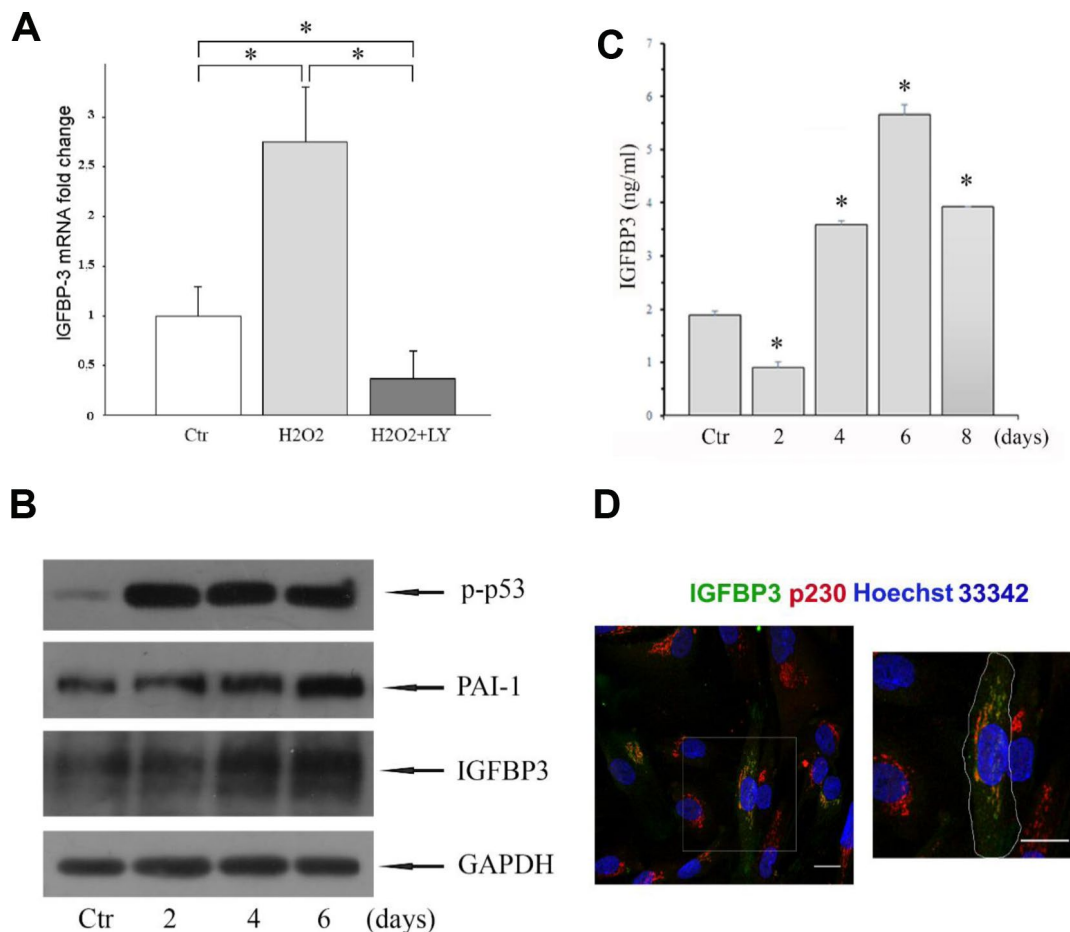 A
*
* *
IGFBP-3 mRNA fold change
3
2.5
2
1
0.5
0
Ctr H2O2 H2O2+LY
C
7
6
5
4
3
2
1
0
IGFBP3 (ng/ml)
* * * *
Ctr 2 4 6 8 (days)
B
p-p53
PAI-1
IGFBP3
GAPDH
Ctr 2 4 6 (days)
D
IGFBP3 p230 Hoechst 33342